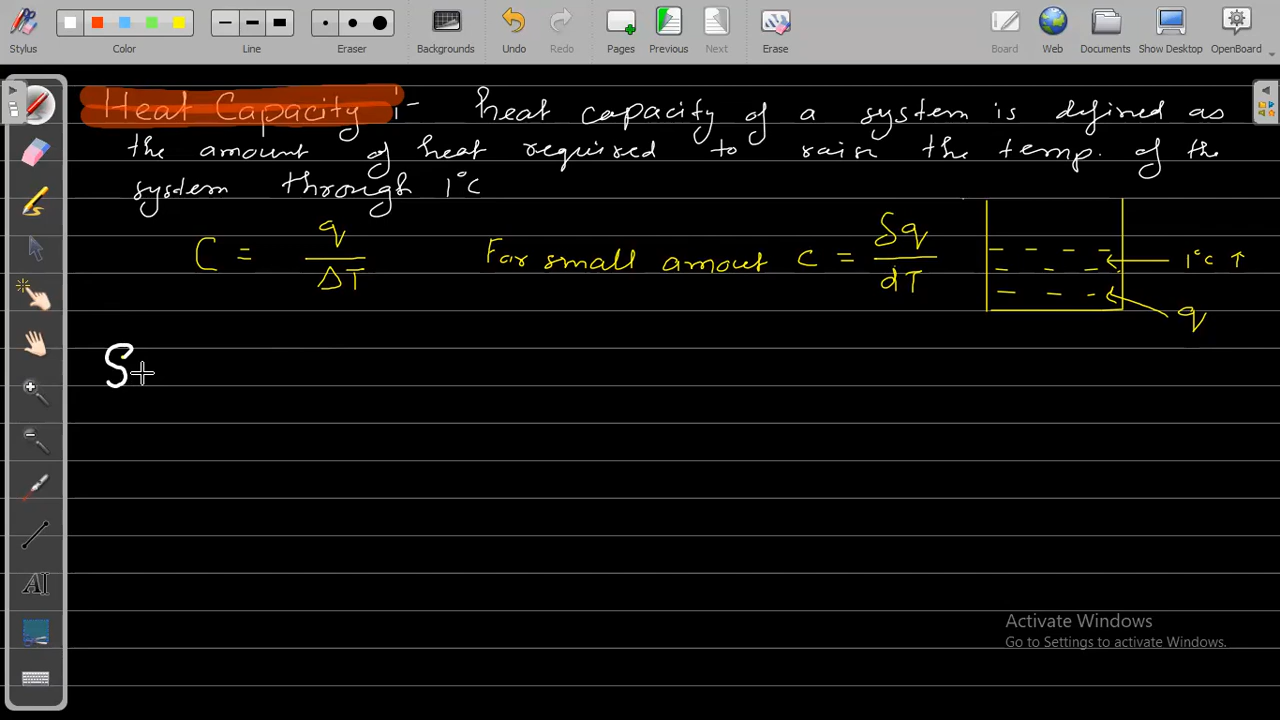 Stylus Color Line Eraser Backgrounds Undo Redo Pages Previous Next Erase Board Web Documents Show Desktop OpenBoard
Heat Capacity :- heat capacity of a system is defined as
the amount of heat required to raise the temp. of the
system through 1°C
C = q / ΔT For small amout C = δq / dT
1°C ↑
q
S
AI
Activate Windows
Go to Settings to activate Windows.